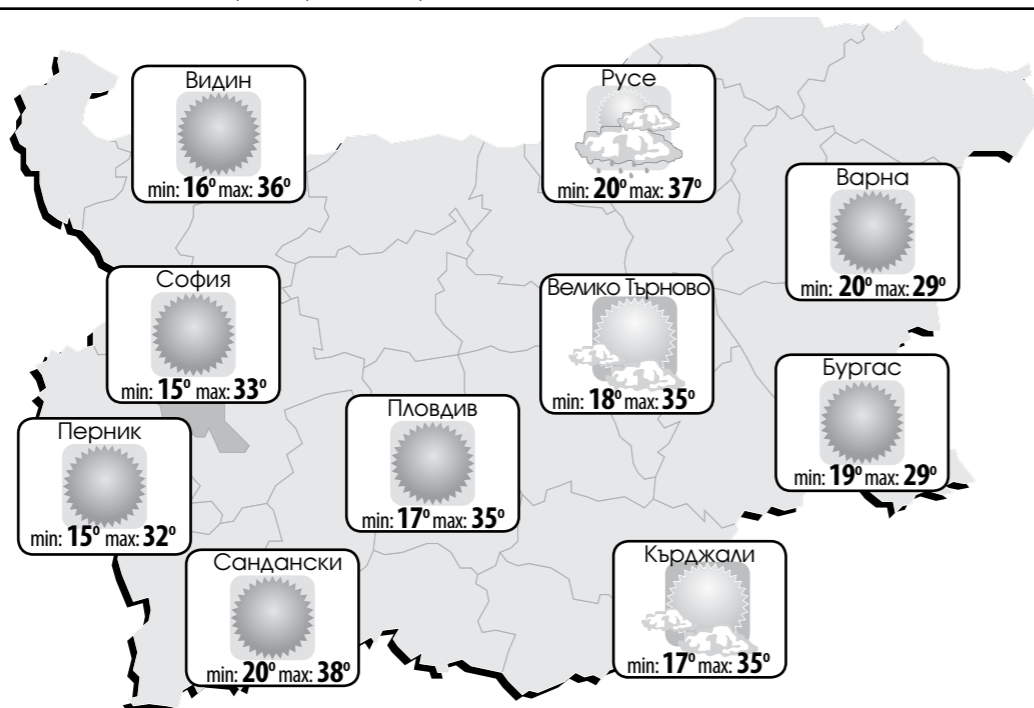 Видин
min: 16° max: 36°
Русе
min: 20° max: 37°
Варна
min: 20° max: 29°
София
min: 15° max: 33°
Велико Търново
min: 18° max: 35°
Бургас
min: 19° max: 29°
Пловдив
min: 17° max: 35°
Перник
min: 15° max: 32°
Сандански
min: 20° max: 38°
Кърджали
min: 17° max: 35°